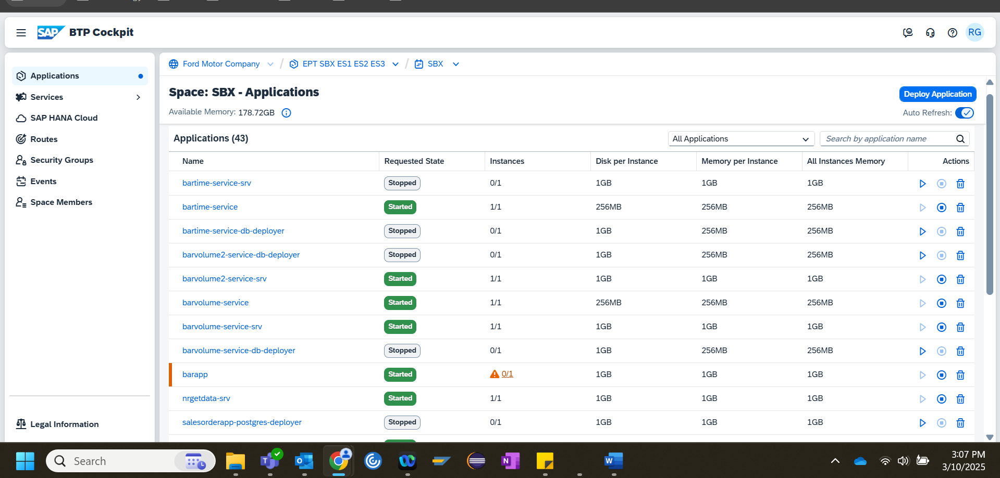 SAP BTP Cockpit
RG
Applications
Services
SAP HANA Cloud
Routes
Security Groups
Events
Space Members
Legal Information
Ford Motor Company / EPT SBX ES1 ES2 ES3 / SBX
Space: SBX - Applications
Deploy Application
Available Memory: 178.72GB
Auto Refresh:
Applications (43)
All Applications
Search by application name
Name Requested State Instances Disk per Instance Memory per Instance All Instances Memory Actions
bartime-service-srv Stopped 0/1 1GB 1GB 1GB
bartime-service Started 1/1 256MB 256MB 256MB
bartime-service-db-deployer Stopped 0/1 1GB 256MB 256MB
barvolume2-service-db-deployer Stopped 0/1 1GB 256MB 256MB
barvolume2-service-srv Started 1/1 1GB 1GB 1GB
barvolume-service Started 1/1 256MB 256MB 256MB
barvolume-service-srv Started 1/1 1GB 1GB 1GB
barvolume-service-db-deployer Stopped 0/1 1GB 256MB 256MB
barapp Started 0/1 1GB 1GB 1GB
nrgetdata-srv Started 1/1 1GB 1GB 1GB
salesorderapp-postgres-deployer Stopped 0/1 1GB 1GB 1GB
Search
T
O
N
W
3:07 PM
3/10/2025